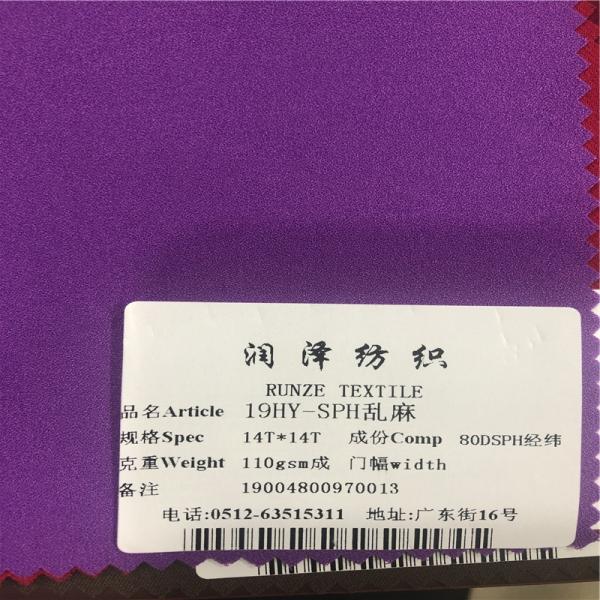 润泽纺织
RUNZE TEXTILE
品名Article 19HY-SPH乱麻
规格Spec 14T*14T 成份Comp 80DSPH经纬
克重Weight 110gsm成 门幅width
备注 19004800970013
电话:0512-63515311 地址:广东街16号